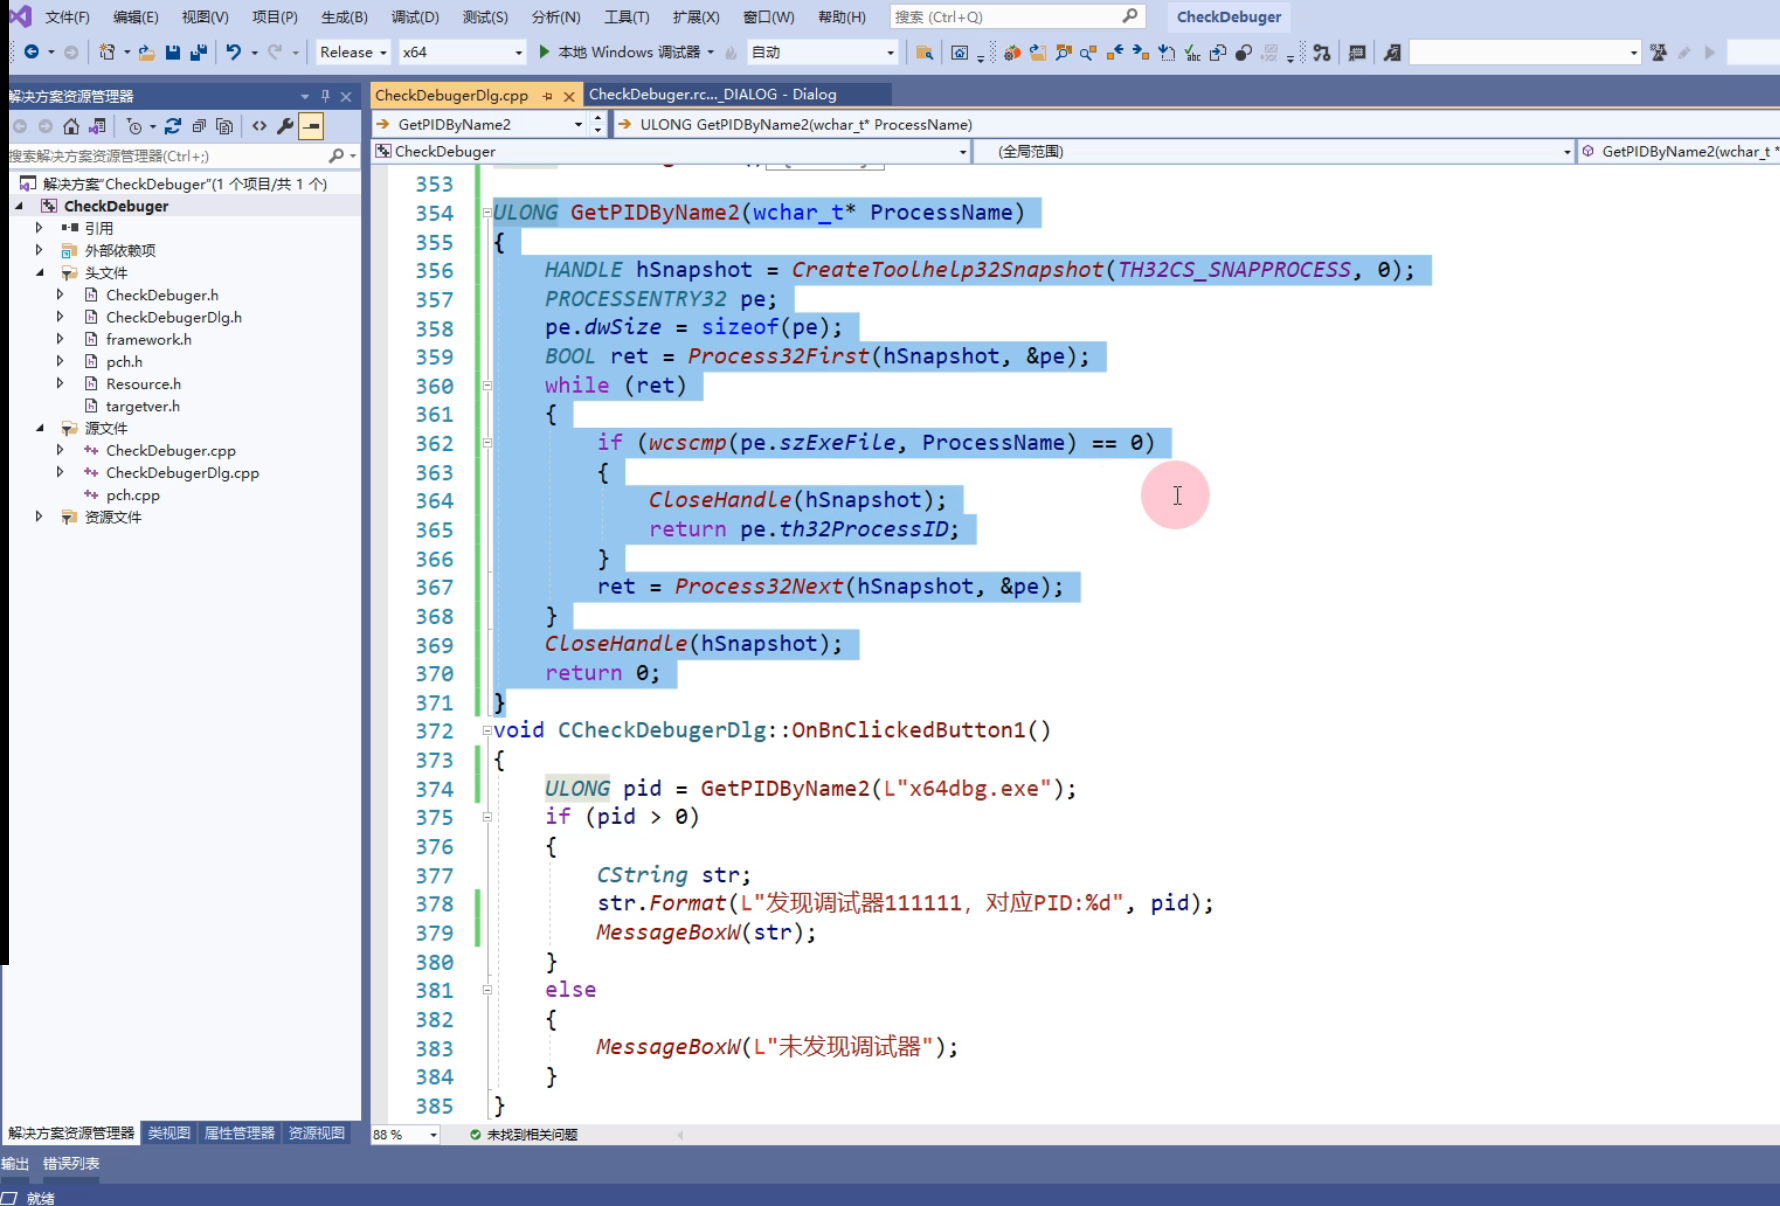 文件(F) 编辑(E) 视图(V) 项目(P) 生成(B) 调试(D) 测试(S) 分析(N) 工具(T) 扩展(X) 窗口(W) 帮助(H) 搜索 (Ctrl+Q) CheckDebuger
Release x64 本地 Windows 调试器 自动
解决方案资源管理器
搜索解决方案资源管理器(Ctrl+;)
解决方案"CheckDebuger"(1 个项目/共 1 个)
CheckDebuger
引用
外部依赖项
头文件
CheckDebuger.h
CheckDebugerDlg.h
framework.h
pch.h
Resource.h
targetver.h
源文件
CheckDebuger.cpp
CheckDebugerDlg.cpp
pch.cpp
资源文件
解决方案资源管理器 类视图 属性管理器 资源视图
CheckDebugerDlg.cpp CheckDebuger.rc..._DIALOG - Dialog
GetPIDByName2 ULONG GetPIDByName2(wchar_t* ProcessName)
CheckDebuger (全局范围) GetPIDByName2(wchar_t *
353
354 ULONG GetPIDByName2(wchar_t* ProcessName)
355 {
356 HANDLE hSnapshot = CreateToolhelp32Snapshot(TH32CS_SNAPPROCESS, 0);
357 PROCESSENTRY32 pe;
358 pe.dwSize = sizeof(pe);
359 BOOL ret = Process32First(hSnapshot, &pe);
360 while (ret)
361 {
362 if (wcscmp(pe.szExeFile, ProcessName) == 0)
363 {
364 CloseHandle(hSnapshot);
365 return pe.th32ProcessID;
366 }
367 ret = Process32Next(hSnapshot, &pe);
368 }
369 CloseHandle(hSnapshot);
370 return 0;
371 }
372 void CCheckDebugerDlg::OnBnClickedButton1()
373 {
374 ULONG pid = GetPIDByName2(L"x64dbg.exe");
375 if (pid > 0)
376 {
377 CString str;
378 str.Format(L"发现调试器111111，对应PID:%d", pid);
379 MessageBoxW(str);
380 }
381 else
382 {
383 MessageBoxW(L"未发现调试器");
384 }
385 }
88 % 未找到相关问题
输出 错误列表
就绪